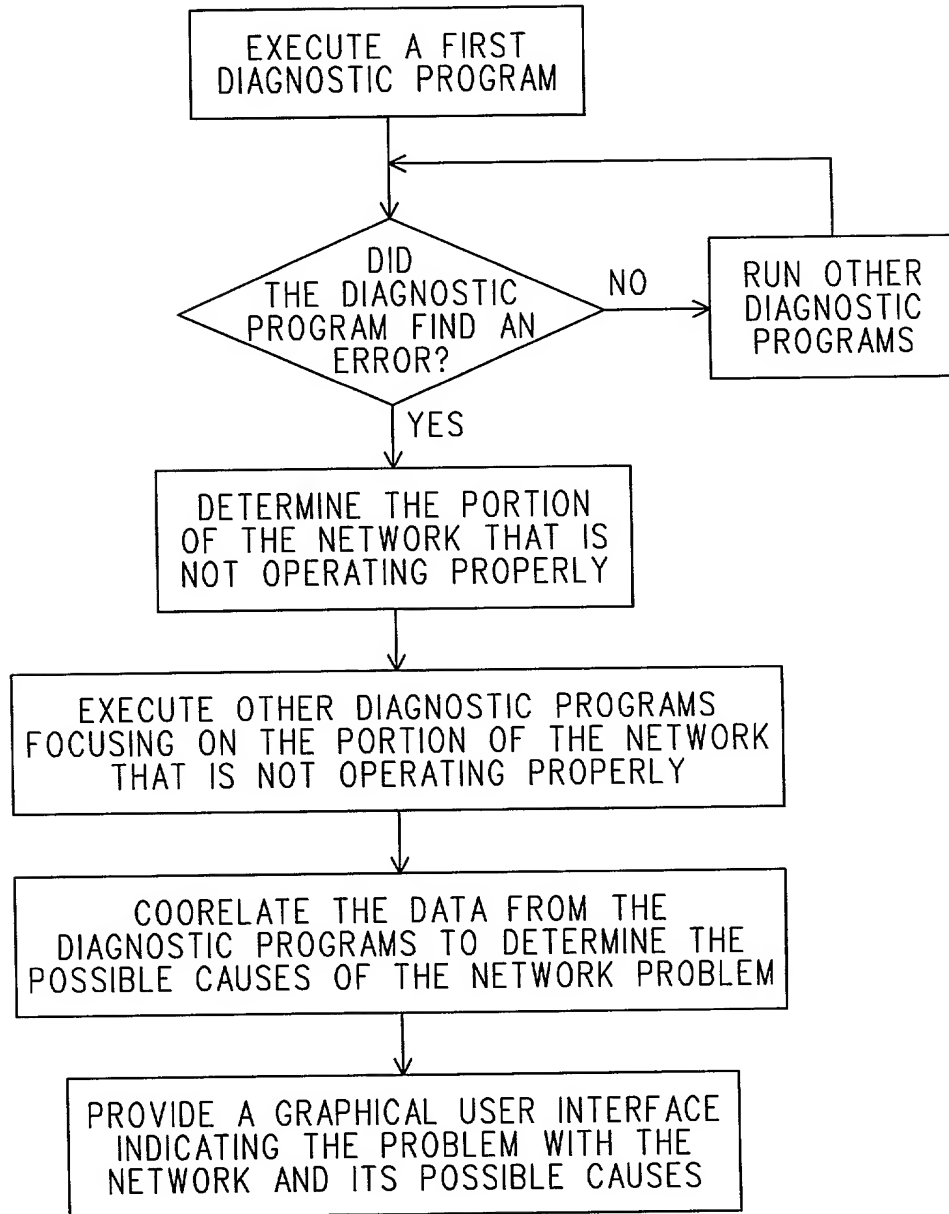 EXECUTE A FIRST
DIAGNOSTIC PROGRAM
DID
THE DIAGNOSTIC
PROGRAM FIND AN
ERROR?
NO
RUN OTHER
DIAGNOSTIC
PROGRAMS
YES
DETERMINE THE PORTION
OF THE NETWORK THAT IS
NOT OPERATING PROPERLY
EXECUTE OTHER DIAGNOSTIC PROGRAMS
FOCUSING ON THE PORTION OF THE NETWORK
THAT IS NOT OPERATING PROPERLY
COORELATE THE DATA FROM THE
DIAGNOSTIC PROGRAMS TO DETERMINE THE
POSSIBLE CAUSES OF THE NETWORK PROBLEM
PROVIDE A GRAPHICAL USER INTERFACE
INDICATING THE PROBLEM WITH THE
NETWORK AND ITS POSSIBLE CAUSES